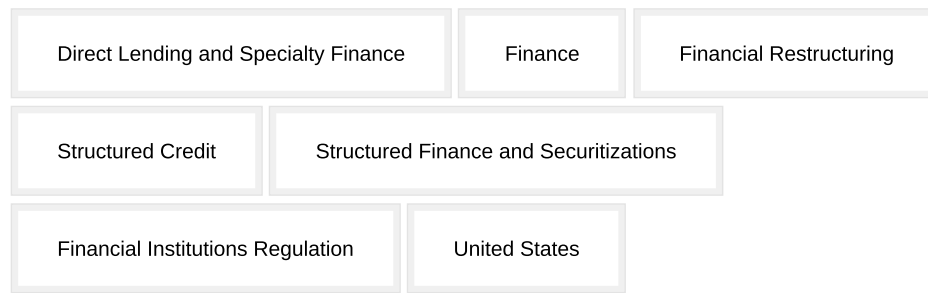 Direct Lending and Specialty Finance Finance Financial Restructuring
Structured Credit Structured Finance and Securitizations
Financial Institutions Regulation United States